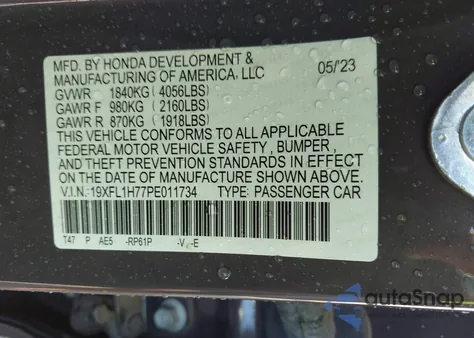 MFD. BY HONDA DEVELOPMENT &
MANUFACTURING OF AMERICA, LLC 05/'23
GVWR 1840KG (4056LBS)
GAWR F 980KG (2160LBS)
GAWR R 870KG (1918LBS)
THIS VEHICLE CONFORMS TO ALL APPLICABLE
FEDERAL MOTOR VEHICLE SAFETY , BUMPER ,
AND THEFT PREVENTION STANDARDS IN EFFECT
ON THE DATE OF MANUFACTURE SHOWN ABOVE.
V.I.N.:19XFL1H77PE011734 TYPE: PASSENGER CAR
T47 P AE5 -RP61P -V -E
autoSnap